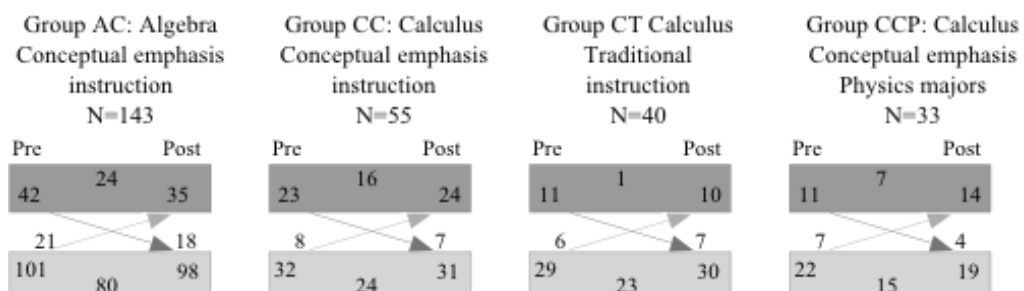 Group AC: Algebra
Conceptual emphasis
instruction
N=143
Pre Post
24
42 35
21 18
101 98
80
Group CC: Calculus
Conceptual emphasis
instruction
N=55
Pre Post
16
23 24
8 7
32 31
24
Group CT Calculus
Traditional
instruction
N=40
Pre Post
1
11 10
6 7
29 30
23
Group CCP: Calculus
Conceptual emphasis
Physics majors
N=33
Pre Post
7
11 14
7 4
22 19
15